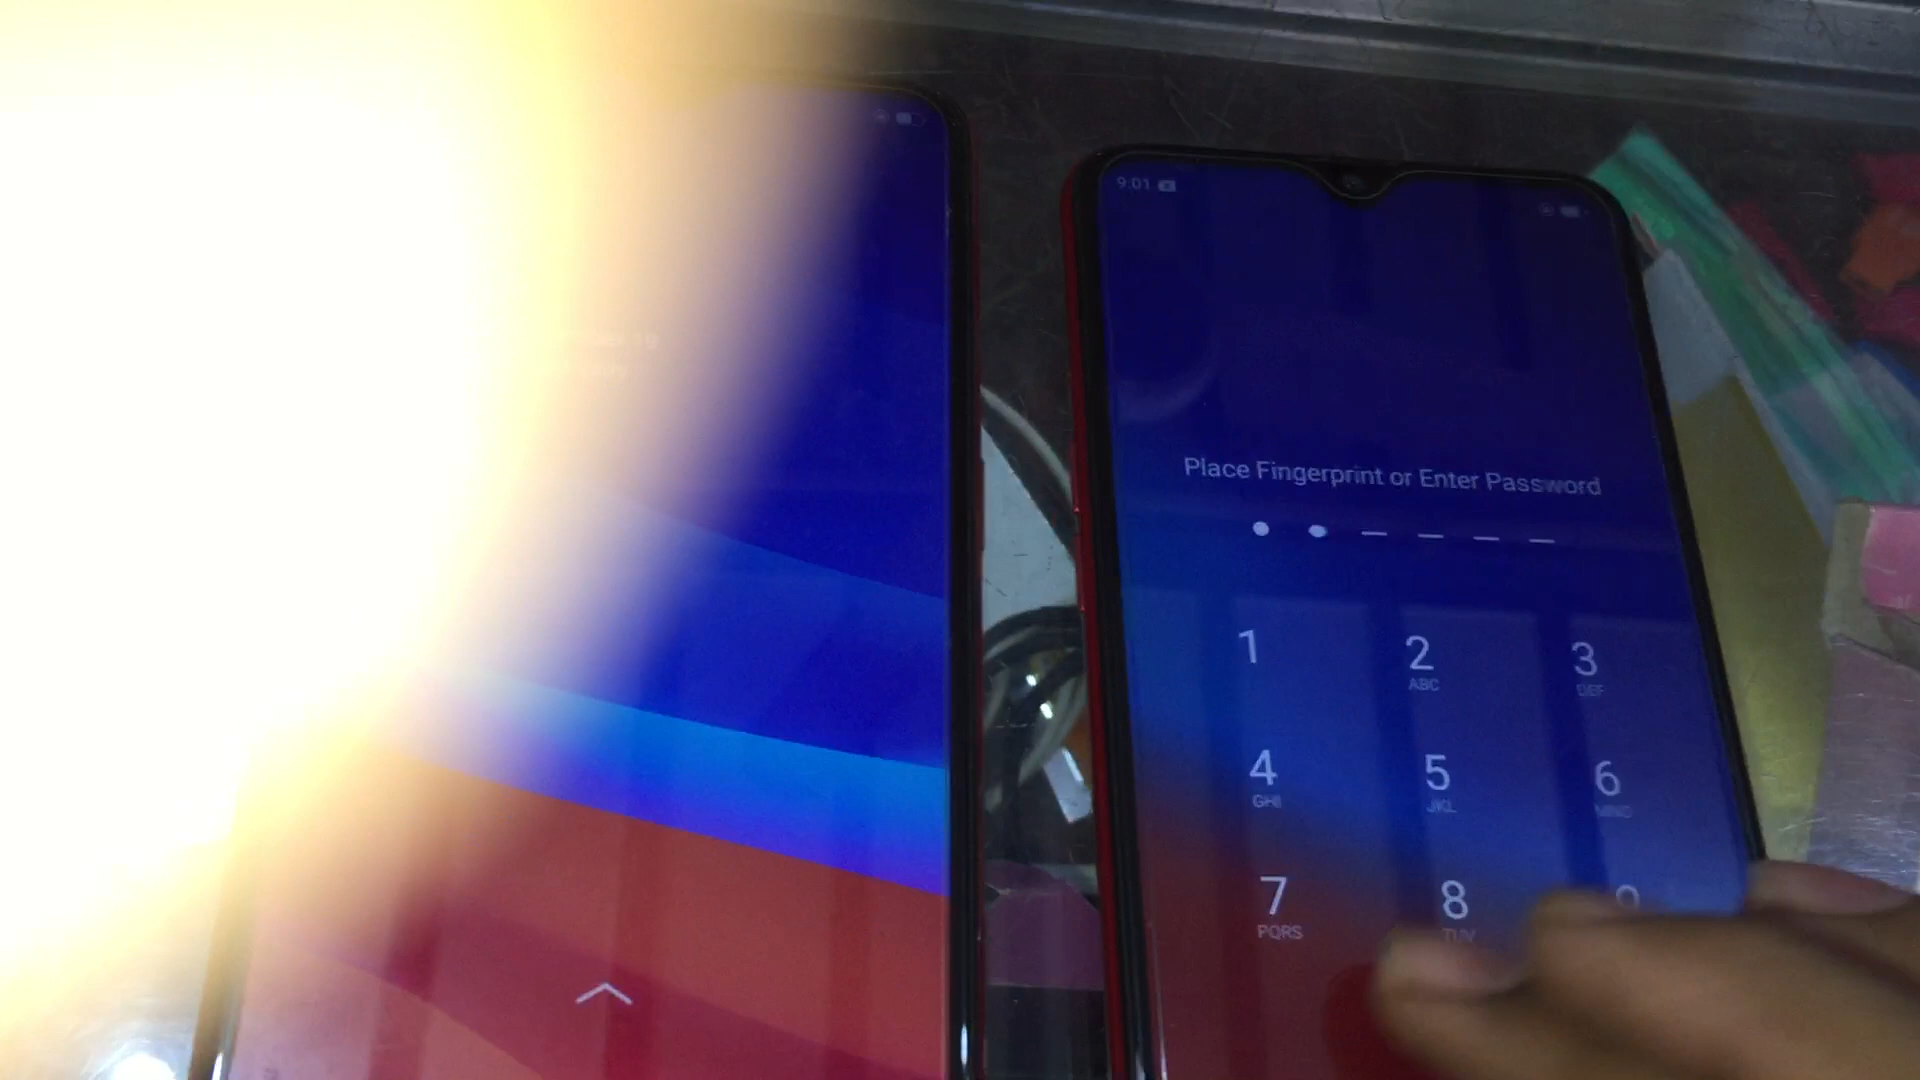 9:01
Place Fingerprint or Enter Password
1 2 3
ABC DEF
4 5 6
GHI JKL MNO
7 8 9
PQRS TUV